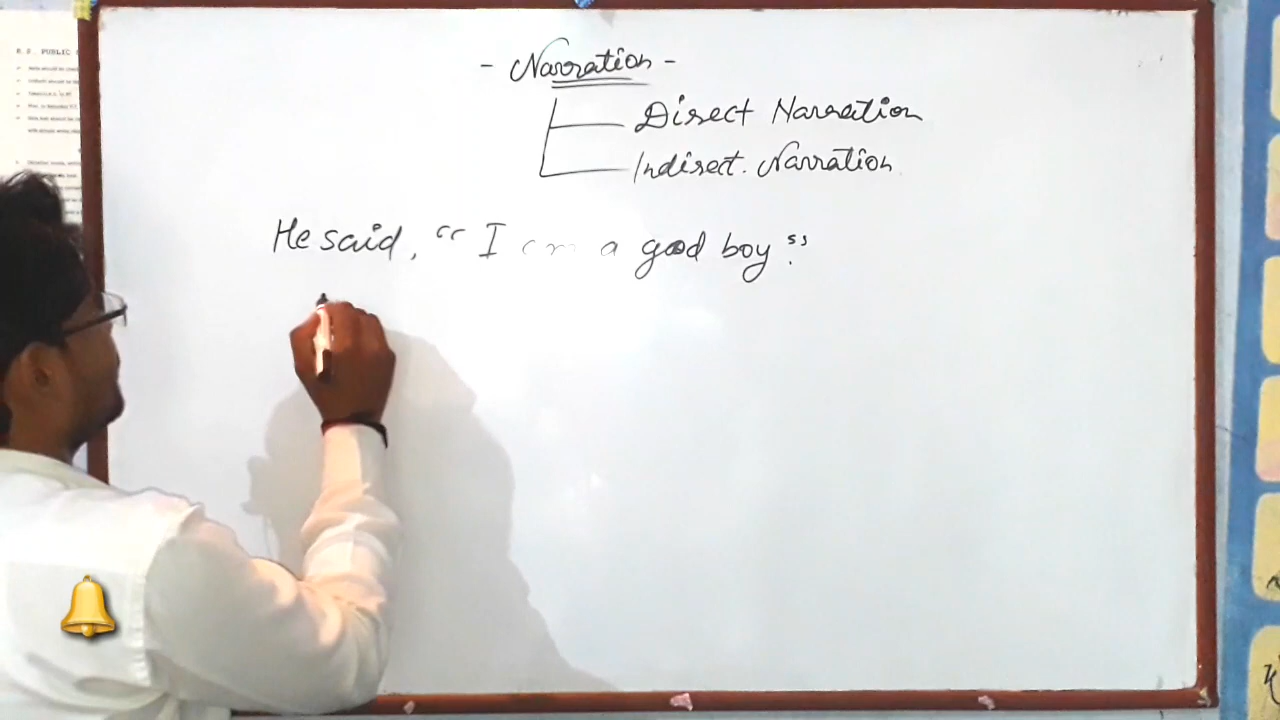 - Narration -
Direct Narration
Indirect. Narration
He said, “ I am a good boy ”.